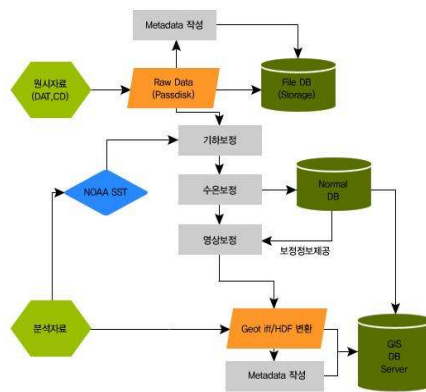 Metadata 작성
원시자료
(DAT,CD)
Raw Data
(Passdisk)
File DB
(Storage)
기하보정
NOAA SST
수온보정
Normal
DB
영상보정
보정정보제공
분석자료
Geot iff/HDF 변환
GIS
DB
Server
Metadata 작성